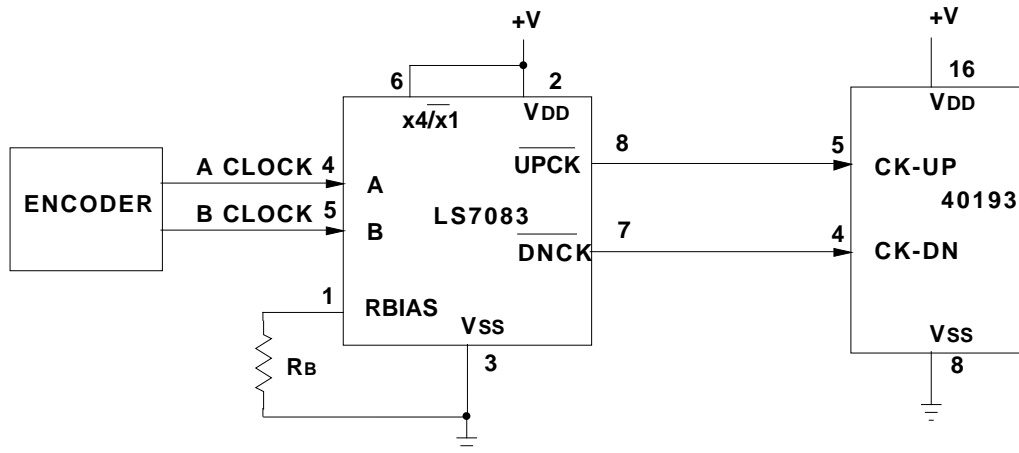 +V
+V
6
2
16
x4/x1
VDD
VDD
ENCODER
A CLOCK 4
B CLOCK 5
A
B
UPCK
8
5
CK-UP
LS7083
40193
DNCK
7
4
CK-DN
1
RBIAS
VSS
VSS
RB
3
8